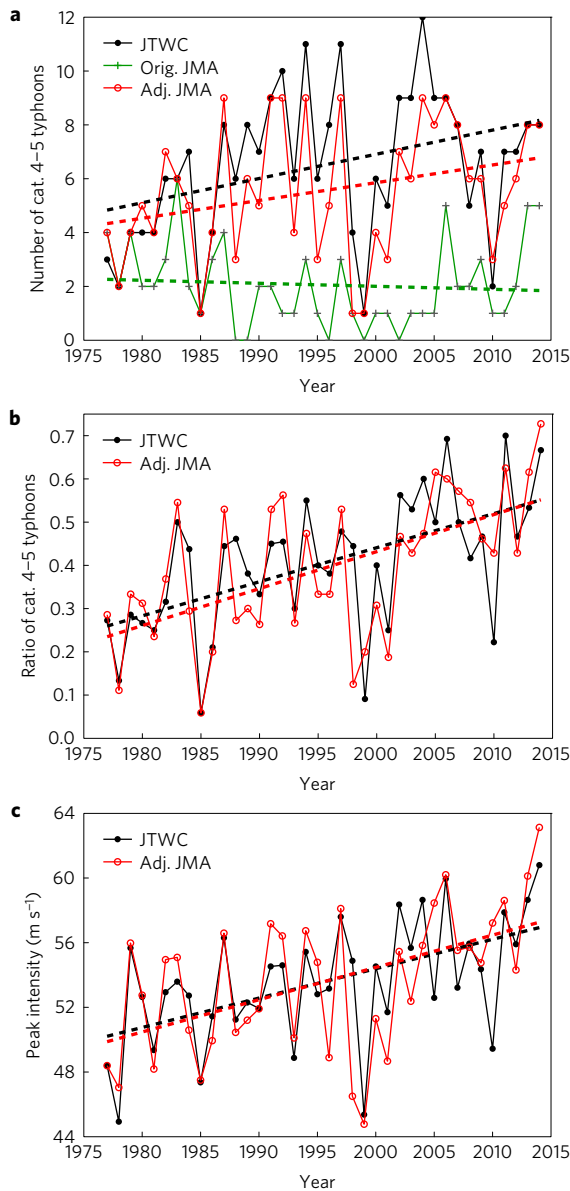 a
12
10
8
6
4
2
0
Number of cat. 4–5 typhoons
JTWC
Orig. JMA
Adj. JMA
1975 1980 1985 1990 1995 2000 2005 2010 2015
Year
b
0.7
0.6
0.5
0.4
0.3
0.2
0.1
0.0
Ratio of cat. 4–5 typhoons
JTWC
Adj. JMA
1975 1980 1985 1990 1995 2000 2005 2010 2015
Year
c
64
60
56
52
48
44
Peak intensity (m s⁻¹)
JTWC
Adj. JMA
1975 1980 1985 1990 1995 2000 2005 2010 2015
Year